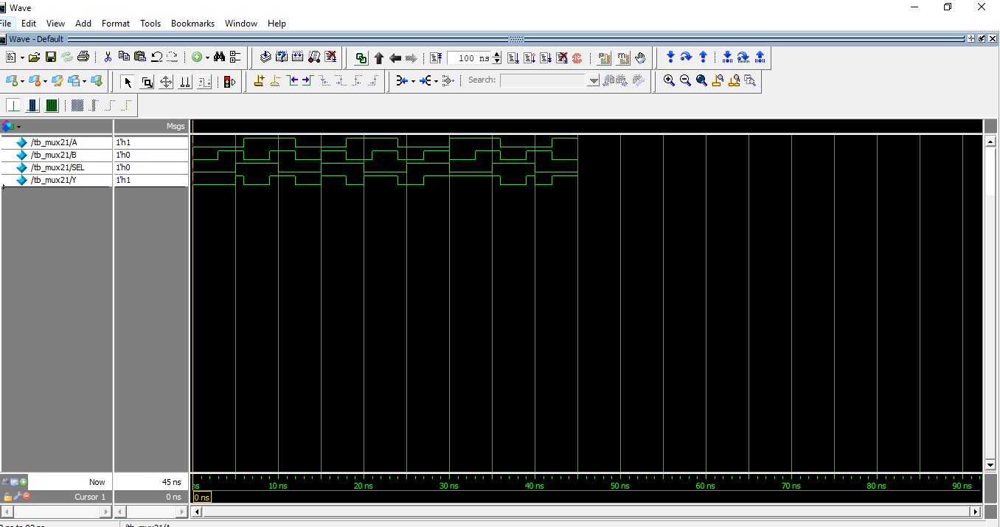 Wave
File Edit View Add Format Tools Bookmarks Window Help
Wave - Default
100 ns
Search:
Msgs
/tb_mux21/A 1'h1
/tb_mux21/B 1'h0
/tb_mux21/SEL 1'h0
/tb_mux21/Y 1'h1
Now 45 ns
ns 10 ns 20 ns 30 ns 40 ns 50 ns 60 ns 70 ns 80 ns 90 ns
Cursor 1 0 ns
0 ns